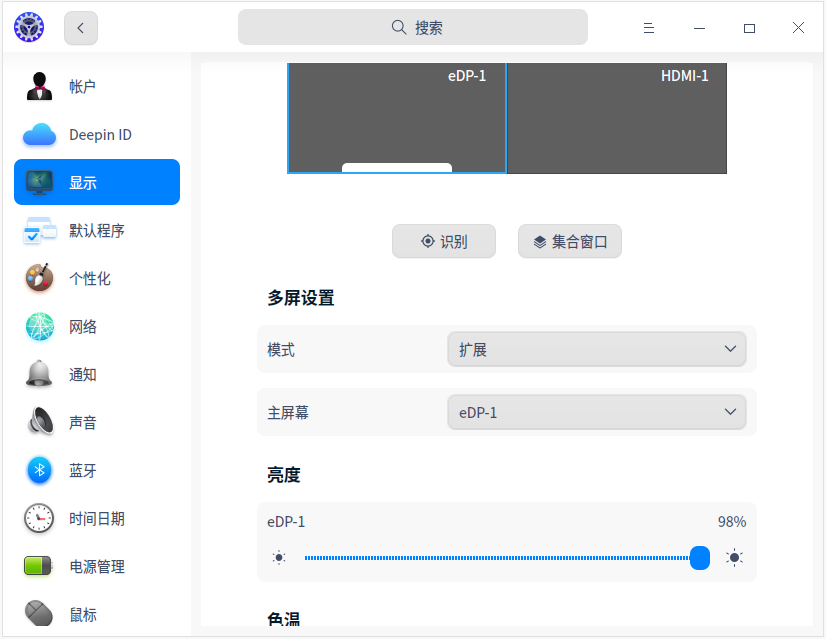 搜索
帐户
Deepin ID
显示
默认程序
个性化
网络
通知
声音
蓝牙
时间日期
电源管理
鼠标
eDP-1
HDMI-1
识别
集合窗口
多屏设置
模式
扩展
主屏幕
eDP-1
亮度
eDP-1
98%
色温